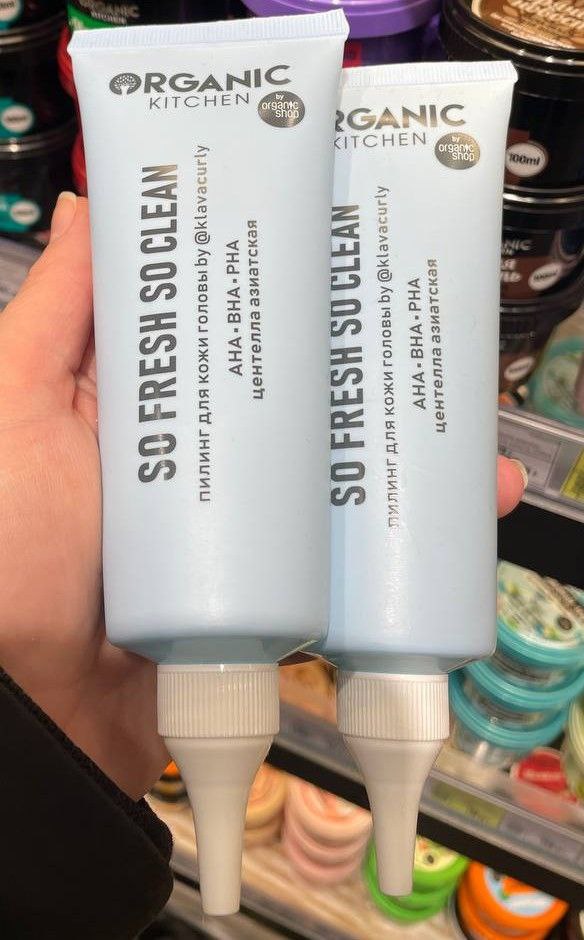 ORGANIC
KITCHEN
by
organic
shop
SO FRESH SO CLEAN
пилинг для кожи головы by @klavacurly
AHA • BHA • PHA
центелла азиатская
RGANIC
KITCHEN
by
organic
shop
SO FRESH SO CLEAN
пилинг для кожи головы by @klavacurly
AHA • BHA • PHA
центелла азиатская
KITCHEN
100ml